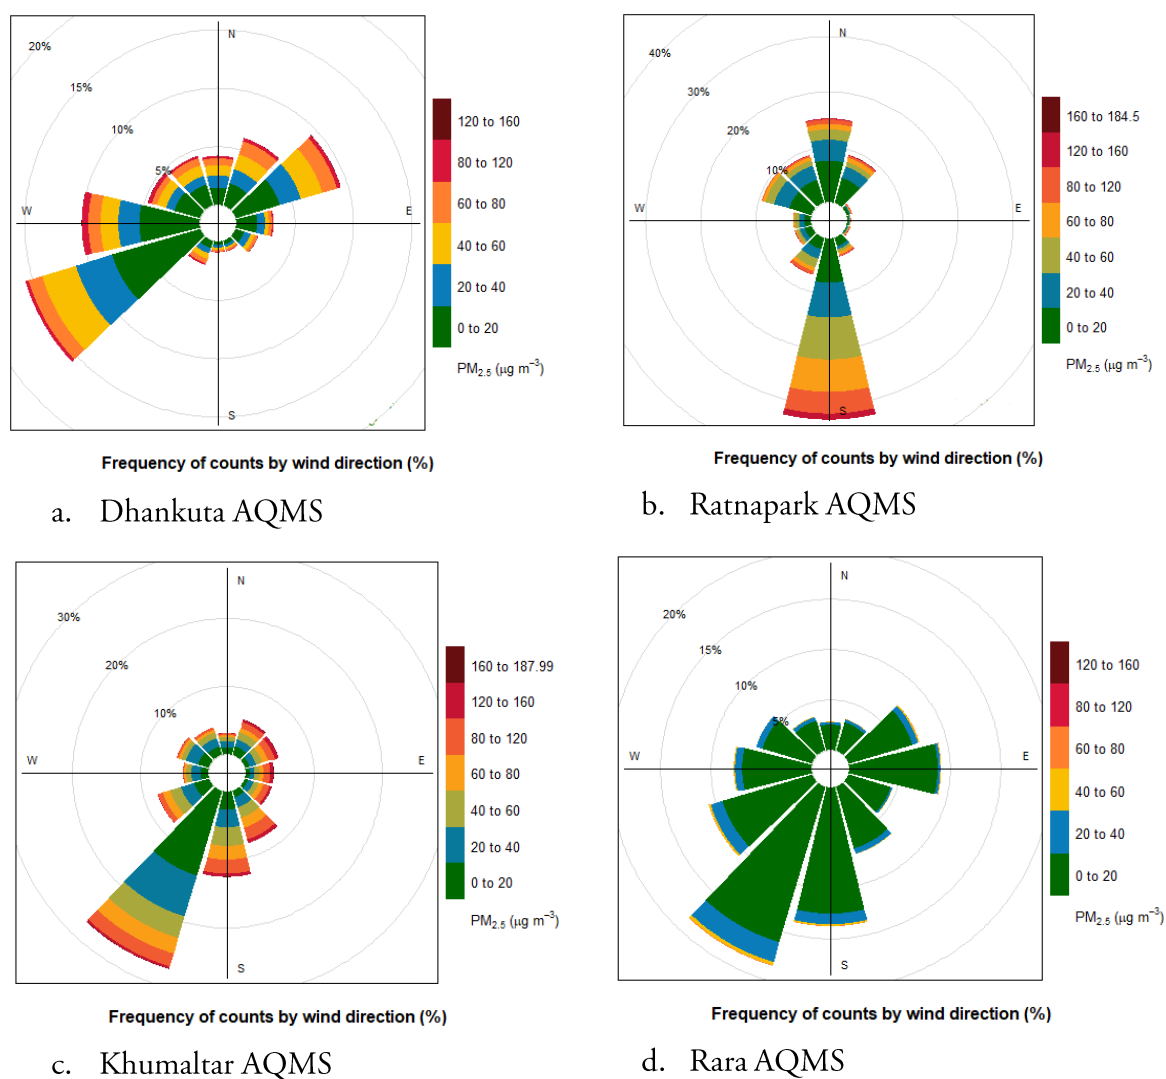 20%
15%
10%
5%
N
W
E
S
120 to 160
80 to 120
60 to 80
40 to 60
20 to 40
0 to 20
PM2.5 (μg m−3)
Frequency of counts by wind direction (%)
a. Dhankuta AQMS
40%
30%
20%
10%
N
W
E
S
160 to 184.5
120 to 160
80 to 120
60 to 80
40 to 60
20 to 40
0 to 20
PM2.5 (μg m−3)
Frequency of counts by wind direction (%)
b. Ratnapark AQMS
30%
20%
10%
N
W
E
S
160 to 187.99
120 to 160
80 to 120
60 to 80
40 to 60
20 to 40
0 to 20
PM2.5 (μg m−3)
Frequency of counts by wind direction (%)
c. Khumaltar AQMS
20%
15%
10%
5%
N
W
E
S
120 to 160
80 to 120
60 to 80
40 to 60
20 to 40
0 to 20
PM2.5 (μg m−3)
Frequency of counts by wind direction (%)
d. Rara AQMS